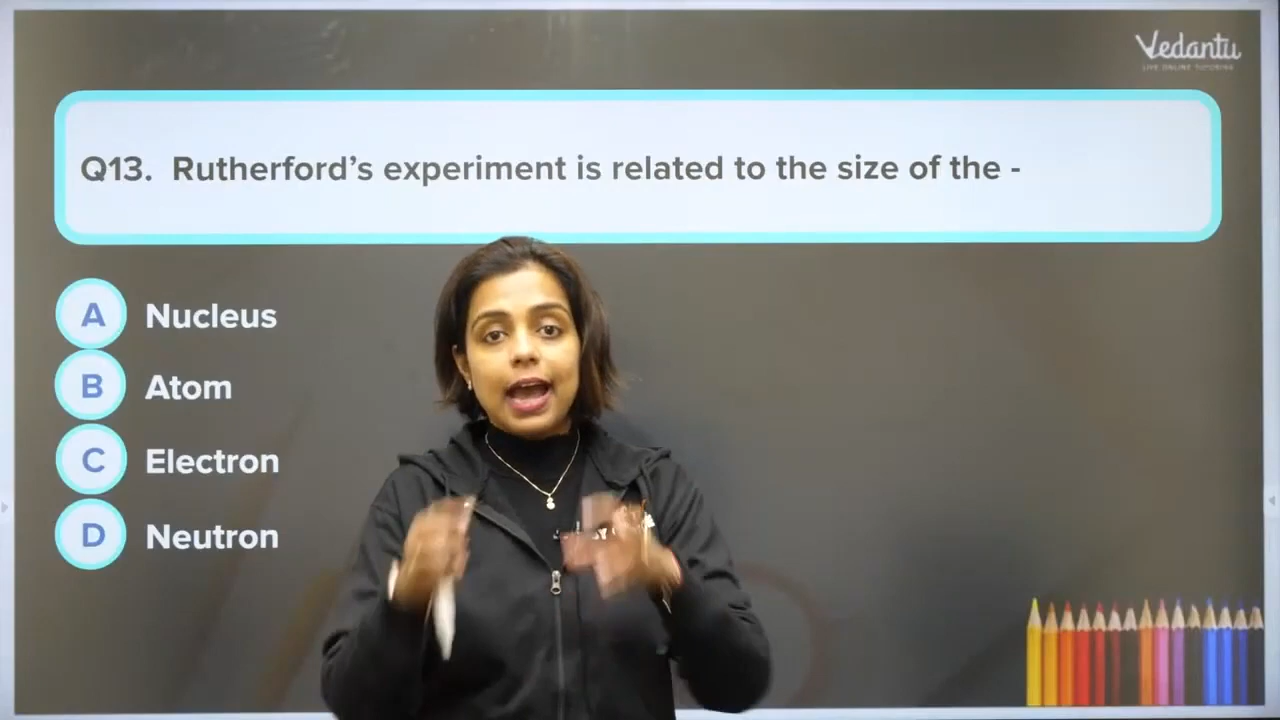 Vedantu
LIVE ONLINE TUTORING
Q13. Rutherford's experiment is related to the size of the -
A Nucleus
B Atom
C Electron
D Neutron